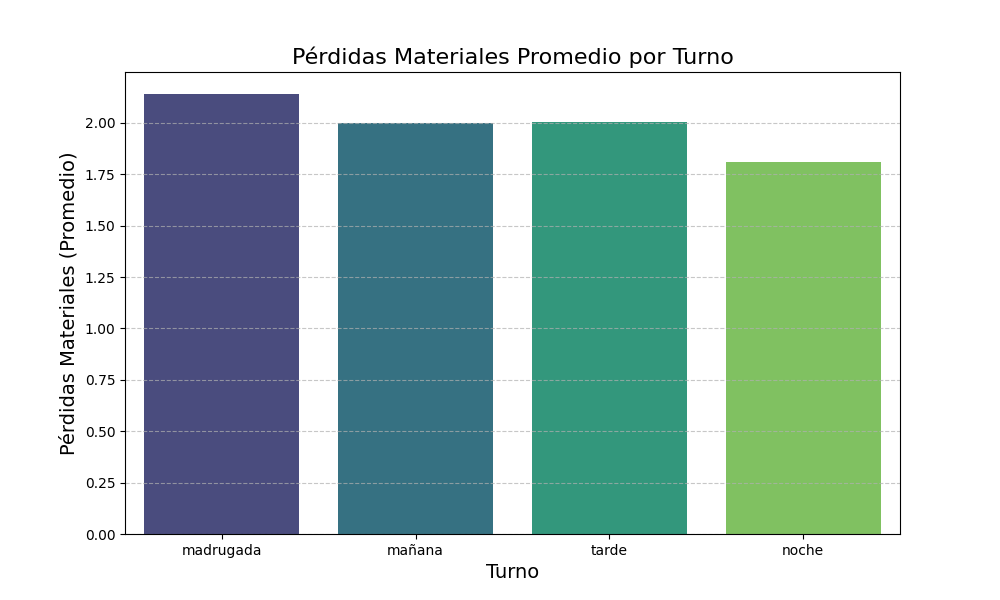 Pérdidas Materiales Promedio por Turno
Pérdidas Materiales (Promedio)
2.00
1.75
1.50
1.25
1.00
0.75
0.50
0.25
0.00
madrugada mañana tarde noche
Turno